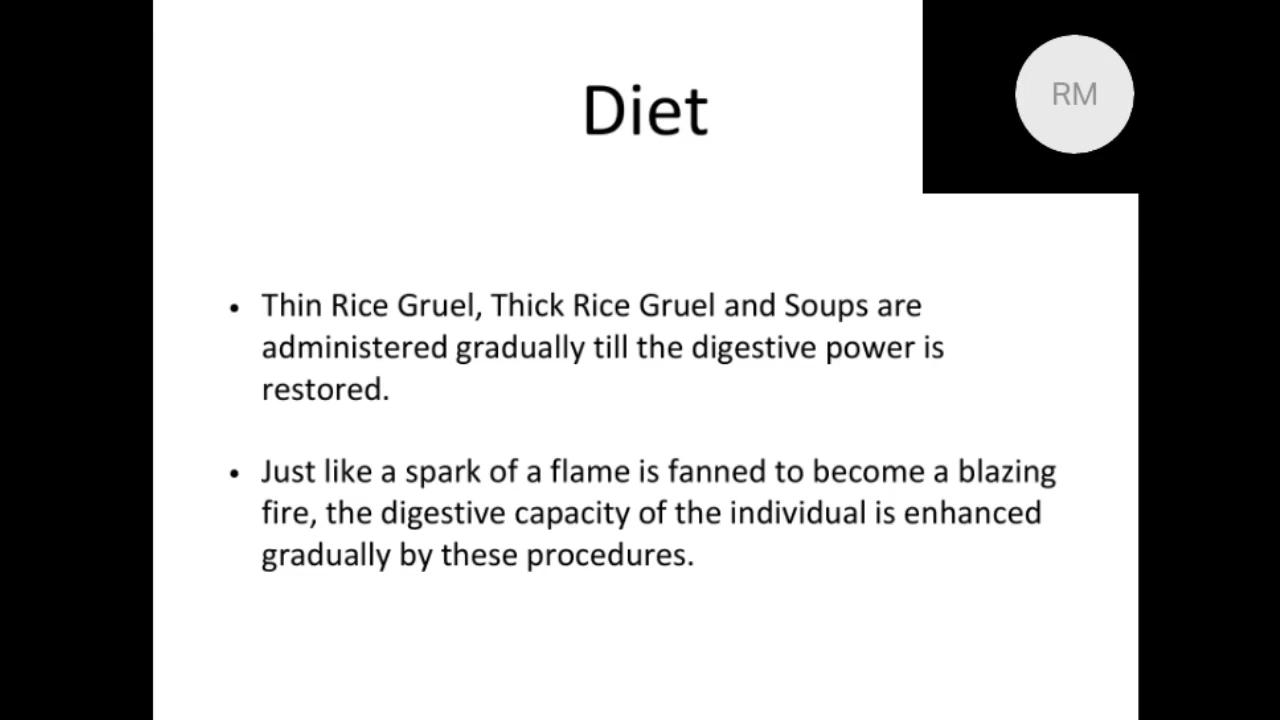 Diet
RM
• Thin Rice Gruel, Thick Rice Gruel and Soups are
administered gradually till the digestive power is
restored.
• Just like a spark of a flame is fanned to become a blazing
fire, the digestive capacity of the individual is enhanced
gradually by these procedures.